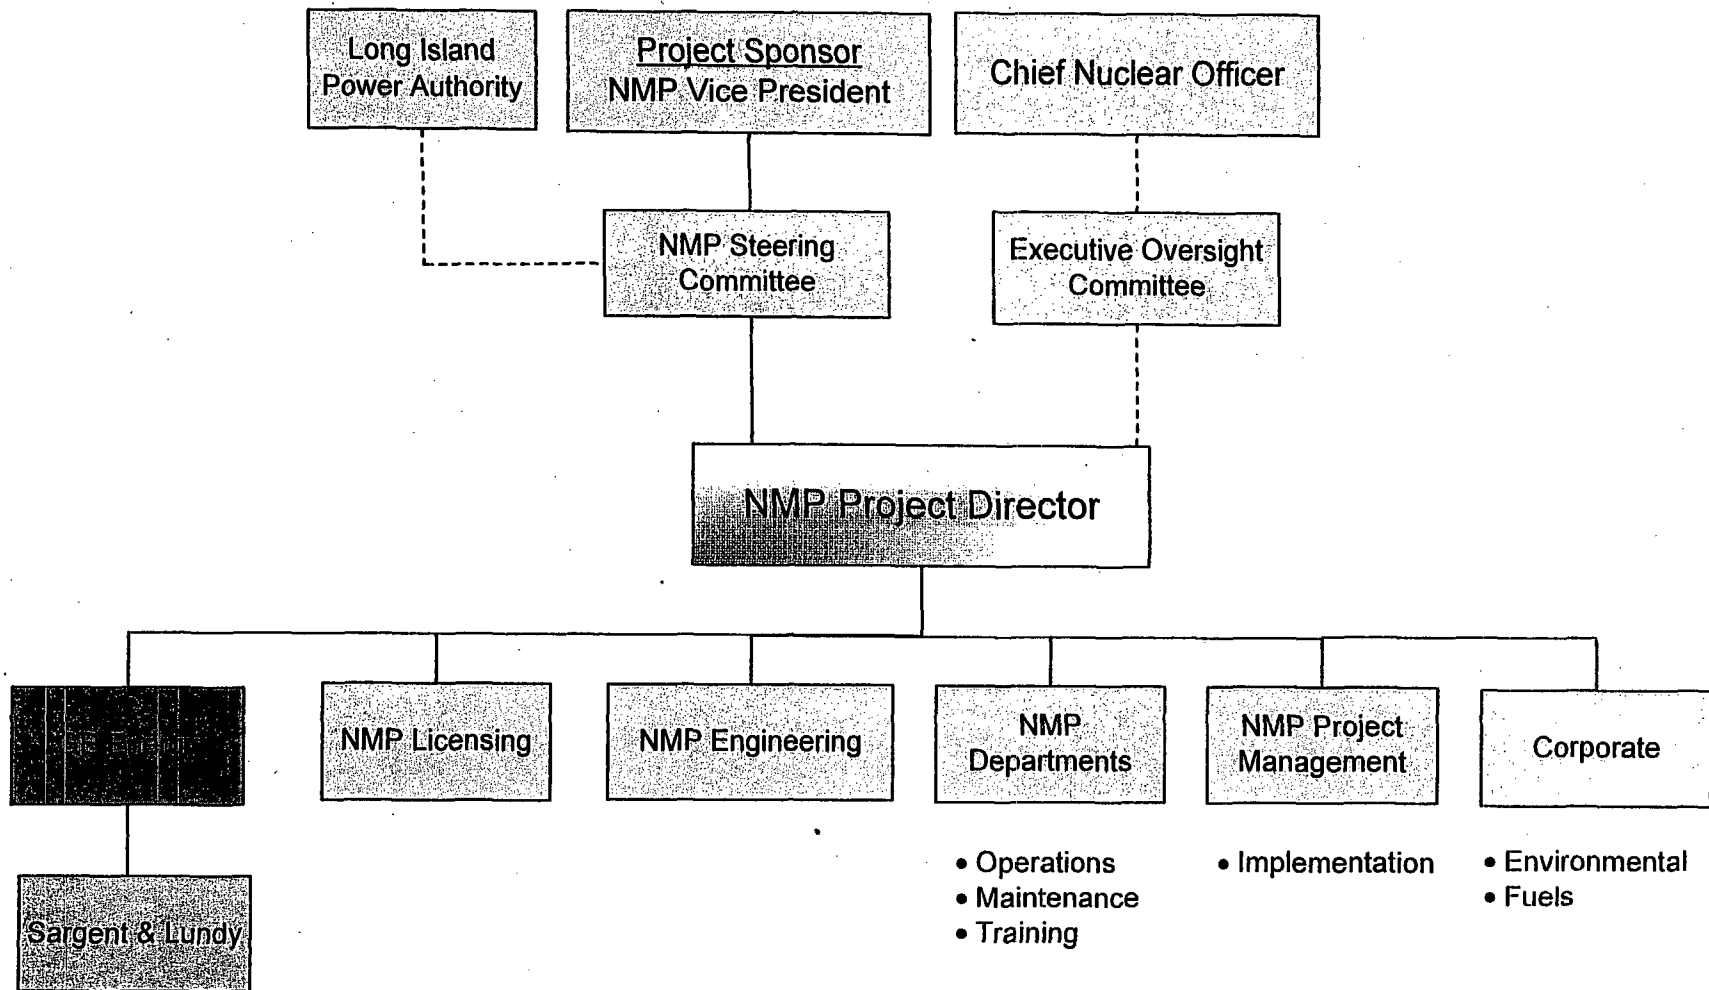 Long Island
Power Authority
Project Sponsor
NMP Vice President
Chief Nuclear Officer
NMP Steering
Committee
Executive Oversight
Committee
NMP Project Director
NMP Licensing
NMP Engineering
NMP
Departments
NMP Project
Management
Corporate
• Operations
• Maintenance
• Training
• Implementation
• Environmental
• Fuels
Sargent & Lundy